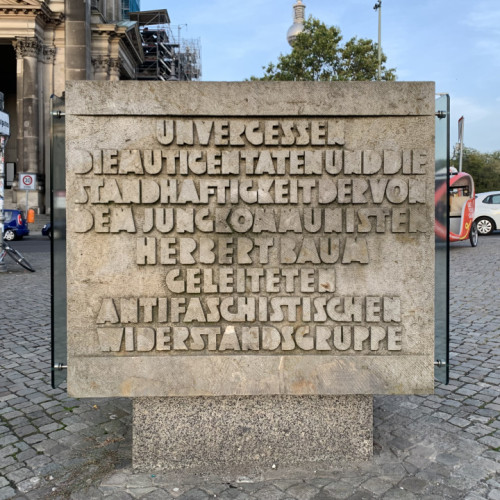 UNVERGESSEN
DIE MUTIGEN TATEN UND DIE
STANDHAFTIGKEIT DER VON
DEM JUNGKOMMUNISTEN
HERBERT BAUM
GELEITETEN
ANTIFASCHISTISCHEN
WIDERSTANDSGRUPPE